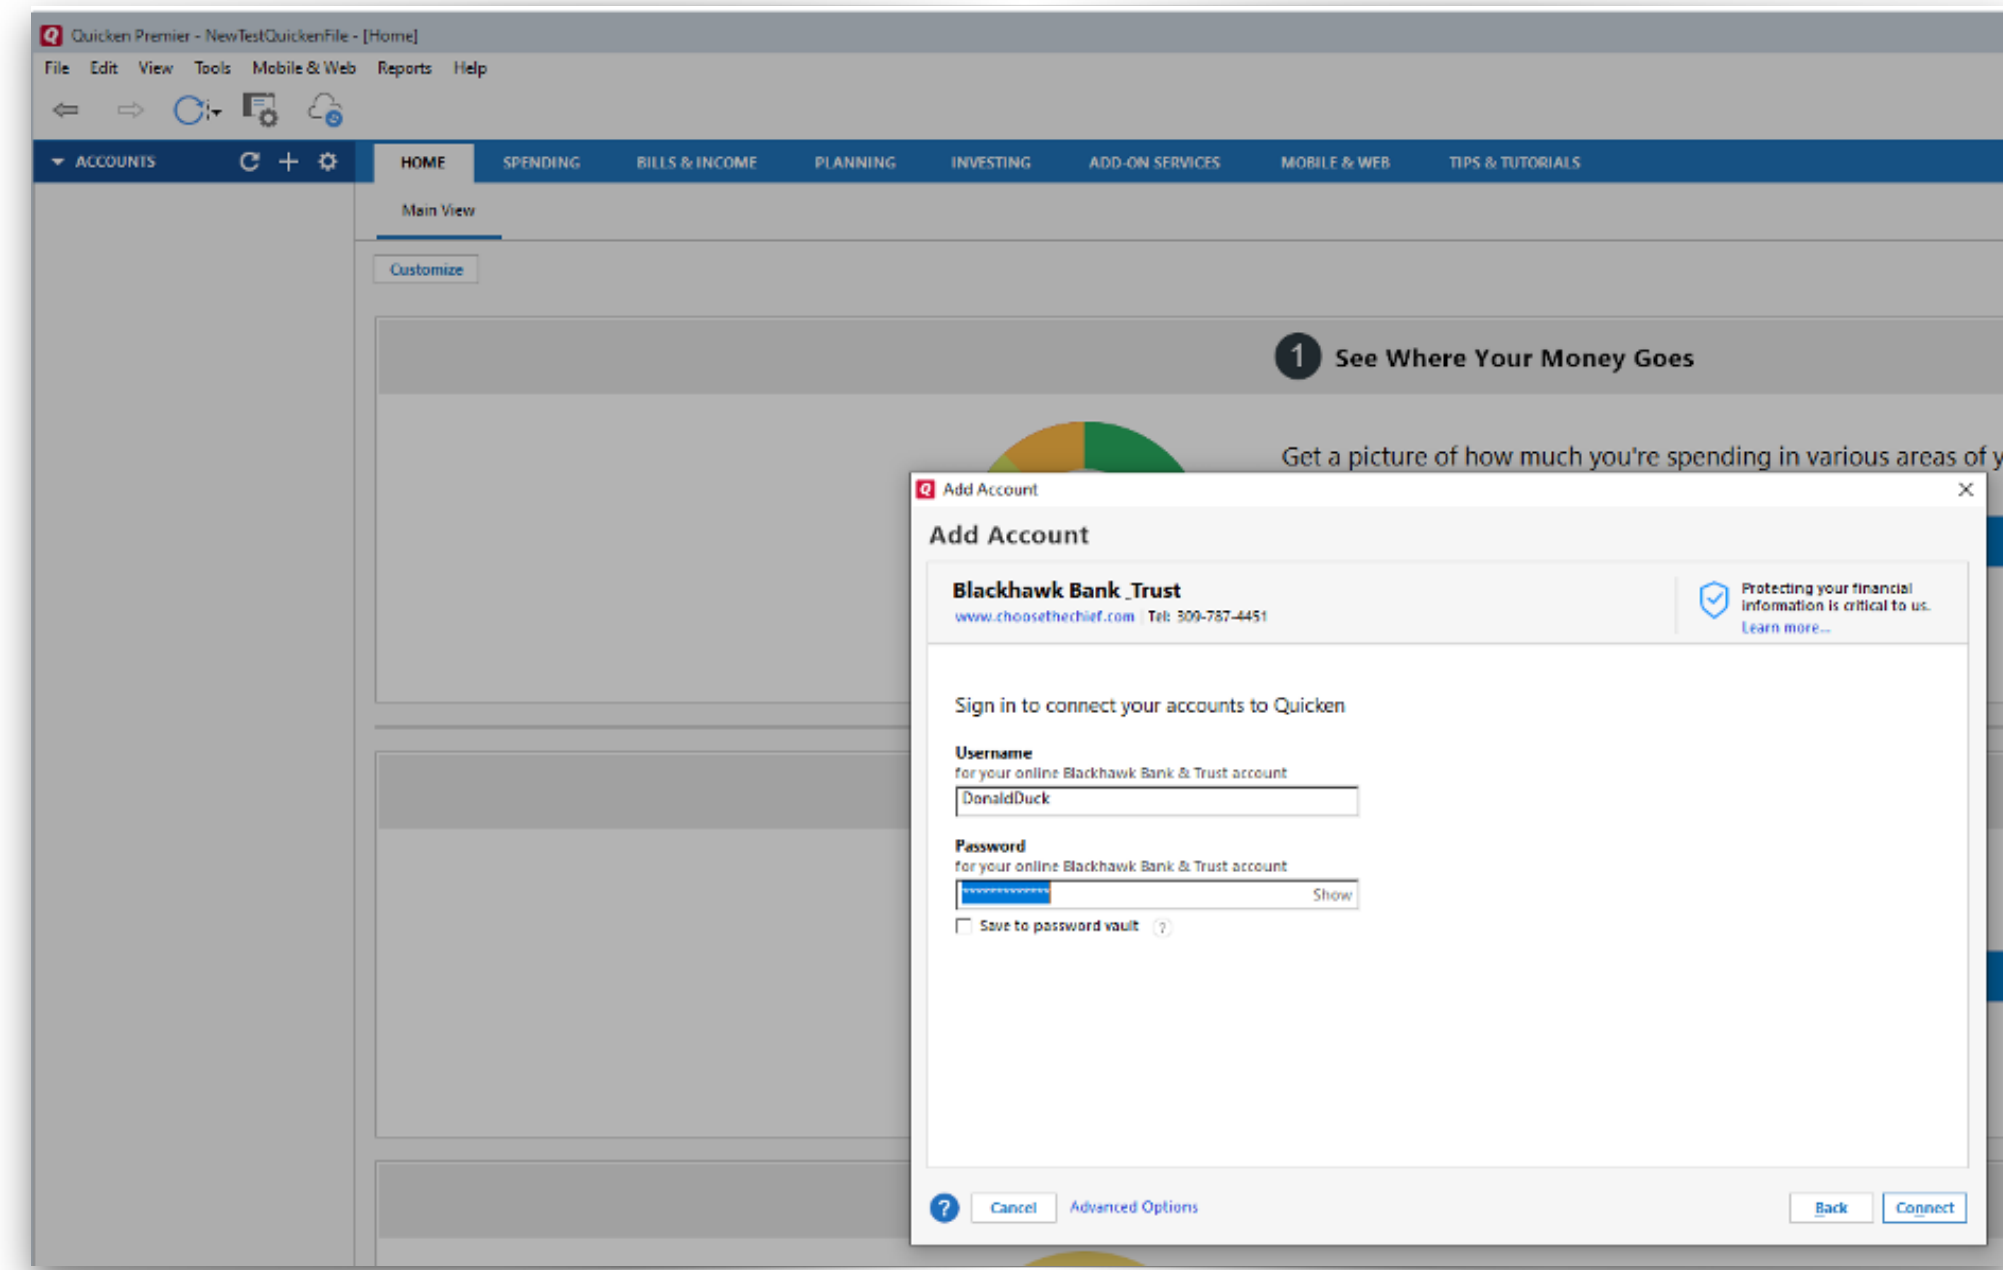 Quicken Premier - NewTestQuickenFile - [Home]
File Edit View Tools Mobile & Web Reports Help
ACCOUNTS
HOME SPENDING BILLS & INCOME PLANNING INVESTING ADD-ON SERVICES MOBILE & WEB TIPS & TUTORIALS
Main View
Customize
1 See Where Your Money Goes
Get a picture of how much you're spending in various areas of y
Add Account
Add Account
Blackhawk Bank _Trust
www.choosethechief.com | Tel: 309-787-4451
Protecting your financial
information is critical to us.
Learn more...
Sign in to connect your accounts to Quicken
Username
for your online Blackhawk Bank & Trust account
DonaldDuck
Password
for your online Blackhawk Bank & Trust account
************* Show
Save to password vault ?
? Cancel Advanced Options Back Connect